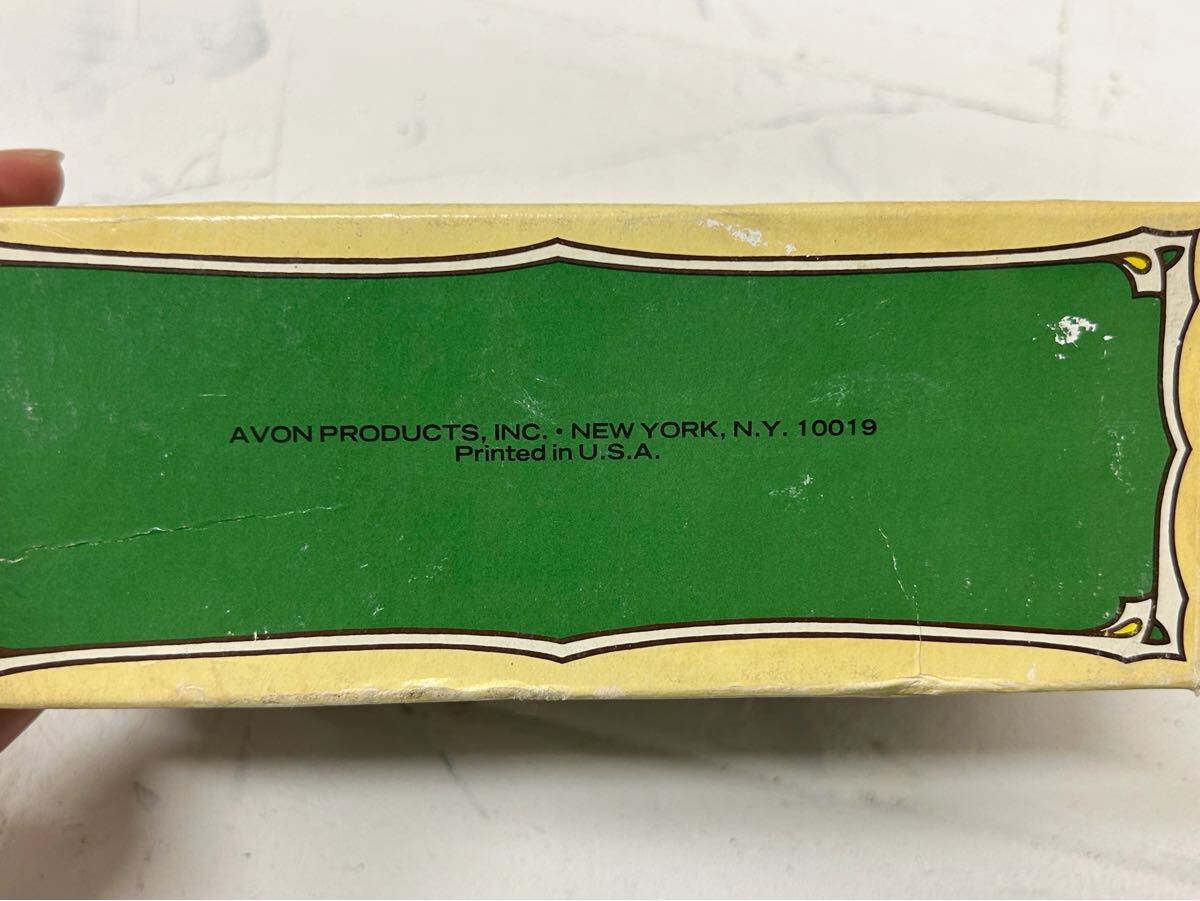 AVON PRODUCTS, INC. • NEW YORK, N.Y. 10019
Printed in U.S.A.